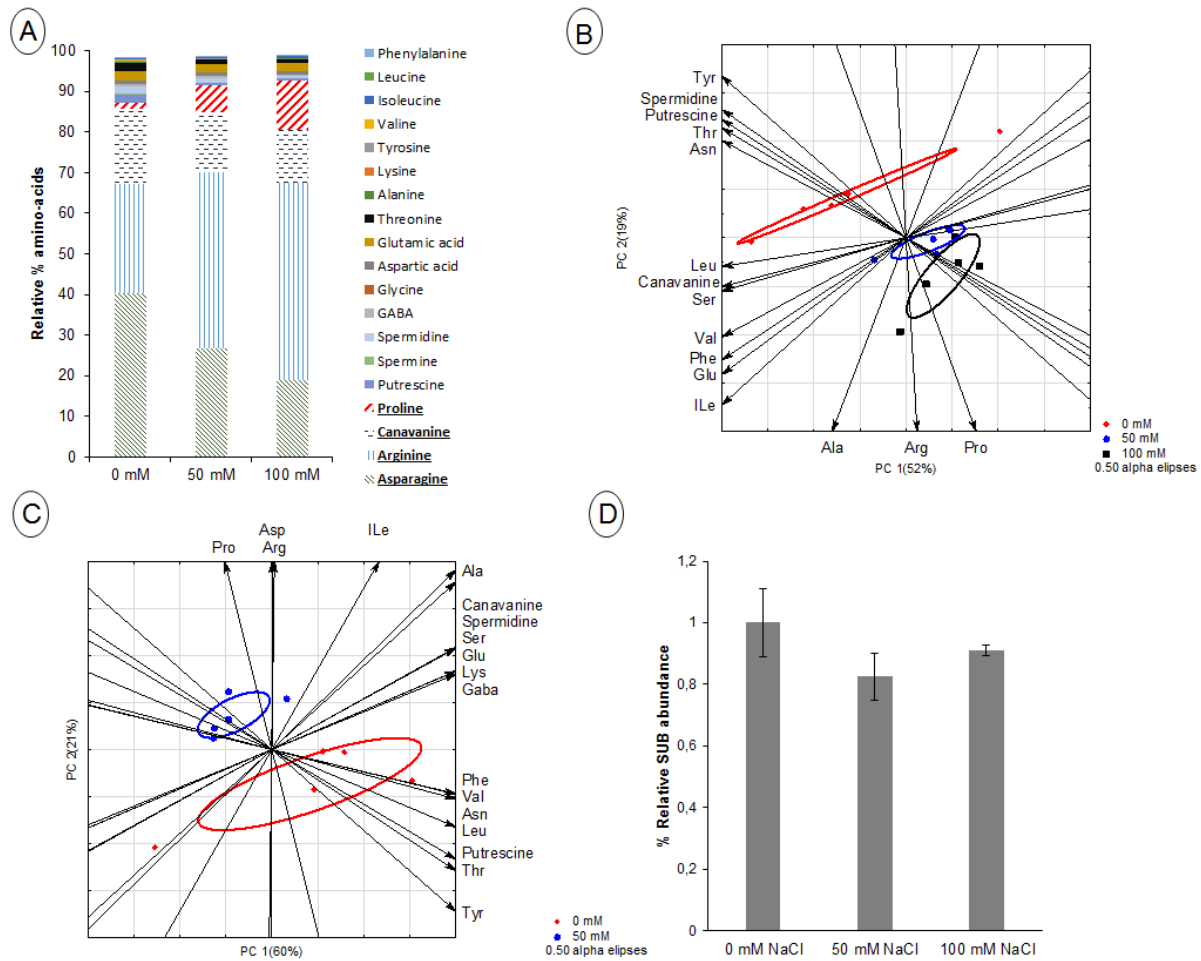 A
Relative % amino-acids
100
90
80
70
60
50
40
30
20
10
0
0 mM
50 mM
100 mM
Phenylalanine
Leucine
Isoleucine
Valine
Tyrosine
Lysine
Alanine
Threonine
Glutamic acid
Aspartic acid
Glycine
GABA
Spermidine
Spermine
Putrescine
Proline
Canavanine
Arginine
Asparagine
B
Tyr
Spermidine
Putrescine
Thr
Asn
Leu
Canavanine
Ser
Val
Phe
Glu
ILe
PC 2(19%)
Ala
Arg
Pro
PC 1(52%)
0 mM
50 mM
100 mM
0.50 alpha elipses
C
Asp
Pro
Arg
ILe
Ala
Canavanine
Spermidine
Ser
Glu
Lys
Gaba
Phe
Val
Asn
Leu
Putrescine
Thr
Tyr
PC 2(21%)
PC 1(60%)
0 mM
50 mM
0.50 alpha elipses
D
% Relative SUB abundance
1,2
1
0,8
0,6
0,4
0,2
0
0 mM NaCl
50 mM NaCl
100 mM NaCl